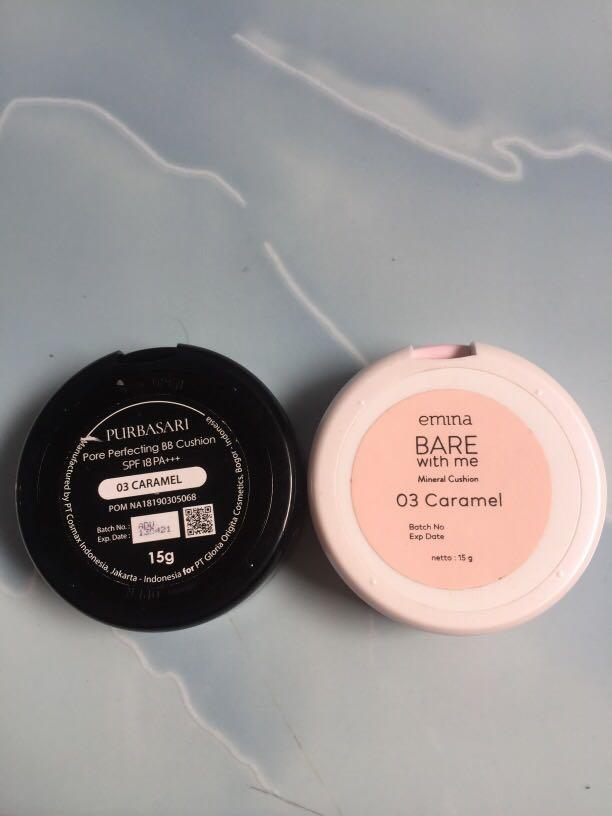 PURBASARI
Pore Perfecting BB Cushion
SPF 18 PA+++
03 CARAMEL
POM NA18190305068
Batch No. :
Exp. Date :
15g
Manufactured by PT Cosmax Indonesia, Jakarta - Indonesia for PT Gloria Origita Cosmetics, Bogor - Indonesia
emina
BARE
with me
Mineral Cushion
03 Caramel
Batch No
Exp Date
netto : 15 g